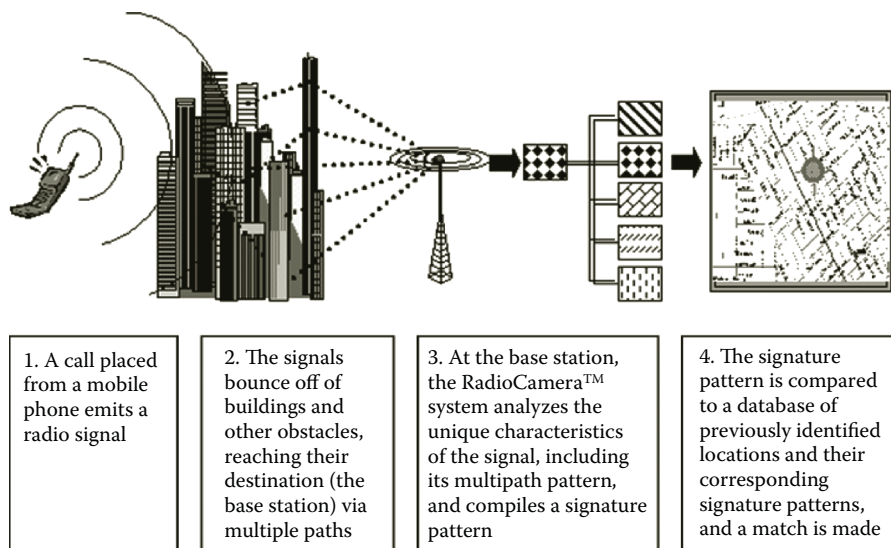 1. A call placed
from a mobile
phone emits a
radio signal
2. The signals
bounce off of
buildings and
other obstacles,
reaching their
destination (the
base station) via
multiple paths
3. At the base station,
the RadioCamera™
system analyzes the
unique characteristics
of the signal, including
its multipath pattern,
and compiles a signature
pattern
4. The signature
pattern is compared
to a database of
previously identified
locations and their
corresponding
signature patterns,
and a match is made